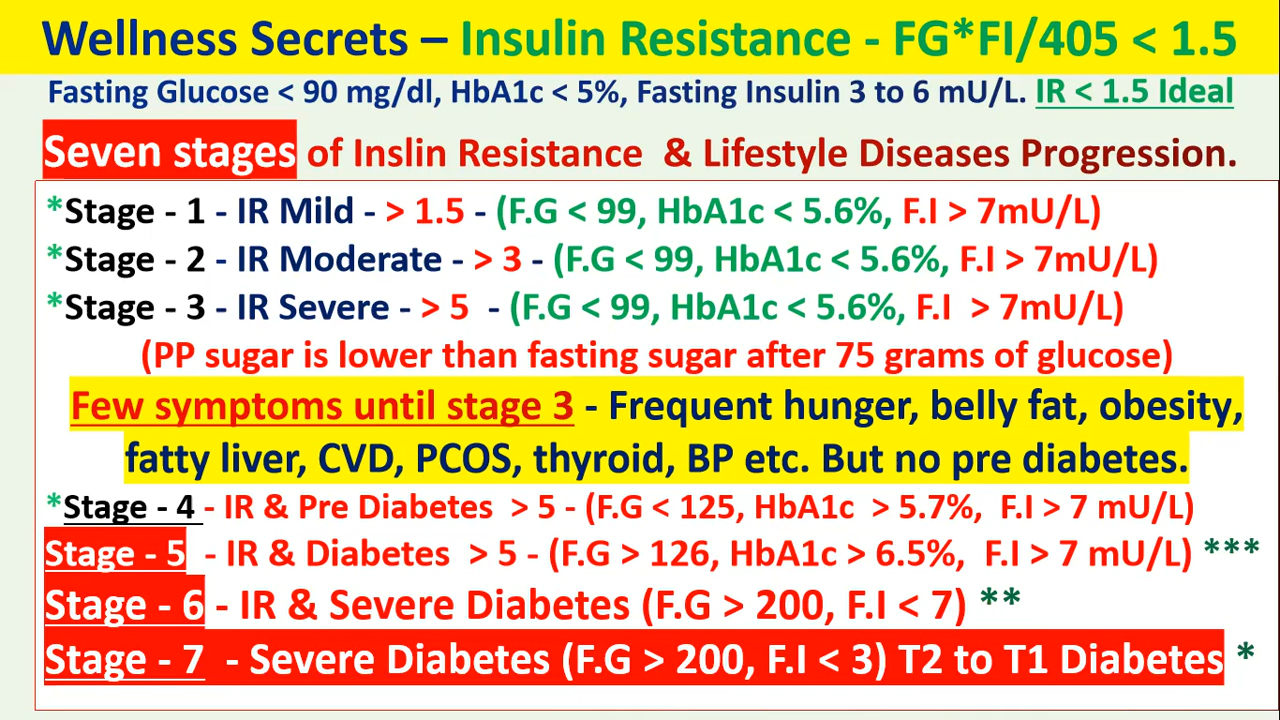 Wellness Secrets – Insulin Resistance - FG*FI/405 < 1.5
Fasting Glucose < 90 mg/dl, HbA1c < 5%, Fasting Insulin 3 to 6 mU/L. IR < 1.5 Ideal
Seven stages of Inslin Resistance & Lifestyle Diseases Progression.
*Stage - 1 - IR Mild - > 1.5 - (F.G < 99, HbA1c < 5.6%, F.I > 7mU/L)
*Stage - 2 - IR Moderate - > 3 - (F.G < 99, HbA1c < 5.6%, F.I > 7mU/L)
*Stage - 3 - IR Severe - > 5 - (F.G < 99, HbA1c < 5.6%, F.I > 7mU/L)
(PP sugar is lower than fasting sugar after 75 grams of glucose)
Few symptoms until stage 3 - Frequent hunger, belly fat, obesity,
fatty liver, CVD, PCOS, thyroid, BP etc. But no pre diabetes.
*Stage - 4 - IR & Pre Diabetes > 5 - (F.G < 125, HbA1c > 5.7%, F.I > 7 mU/L)
Stage - 5 - IR & Diabetes > 5 - (F.G > 126, HbA1c > 6.5%, F.I > 7 mU/L) ***
Stage - 6 - IR & Severe Diabetes (F.G > 200, F.I < 7) **
Stage - 7 - Severe Diabetes (F.G > 200, F.I < 3) T2 to T1 Diabetes *